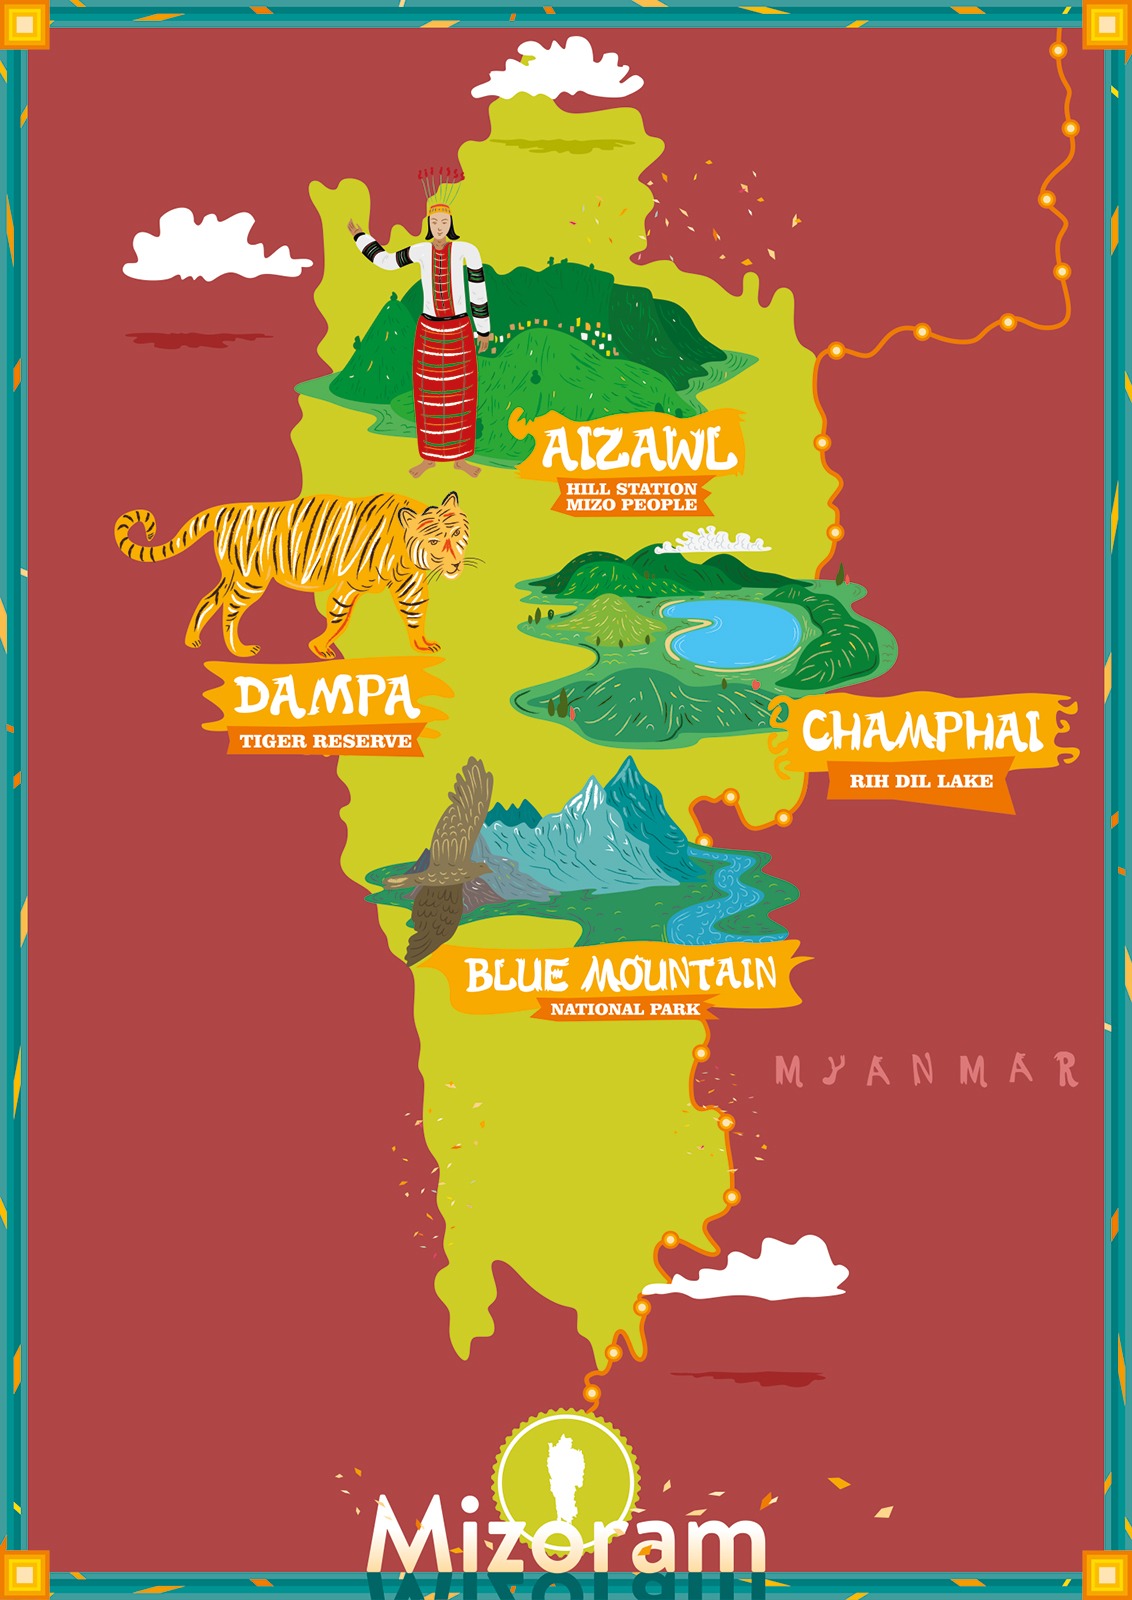 AIZAWL
HILL STATION
MIZO PEOPLE
DAMPA
TIGER RESERVE
CHAMPHAI
RIH DIL LAKE
BLUE MOUNTAIN
NATIONAL PARK
MYANMAR
Mizoram